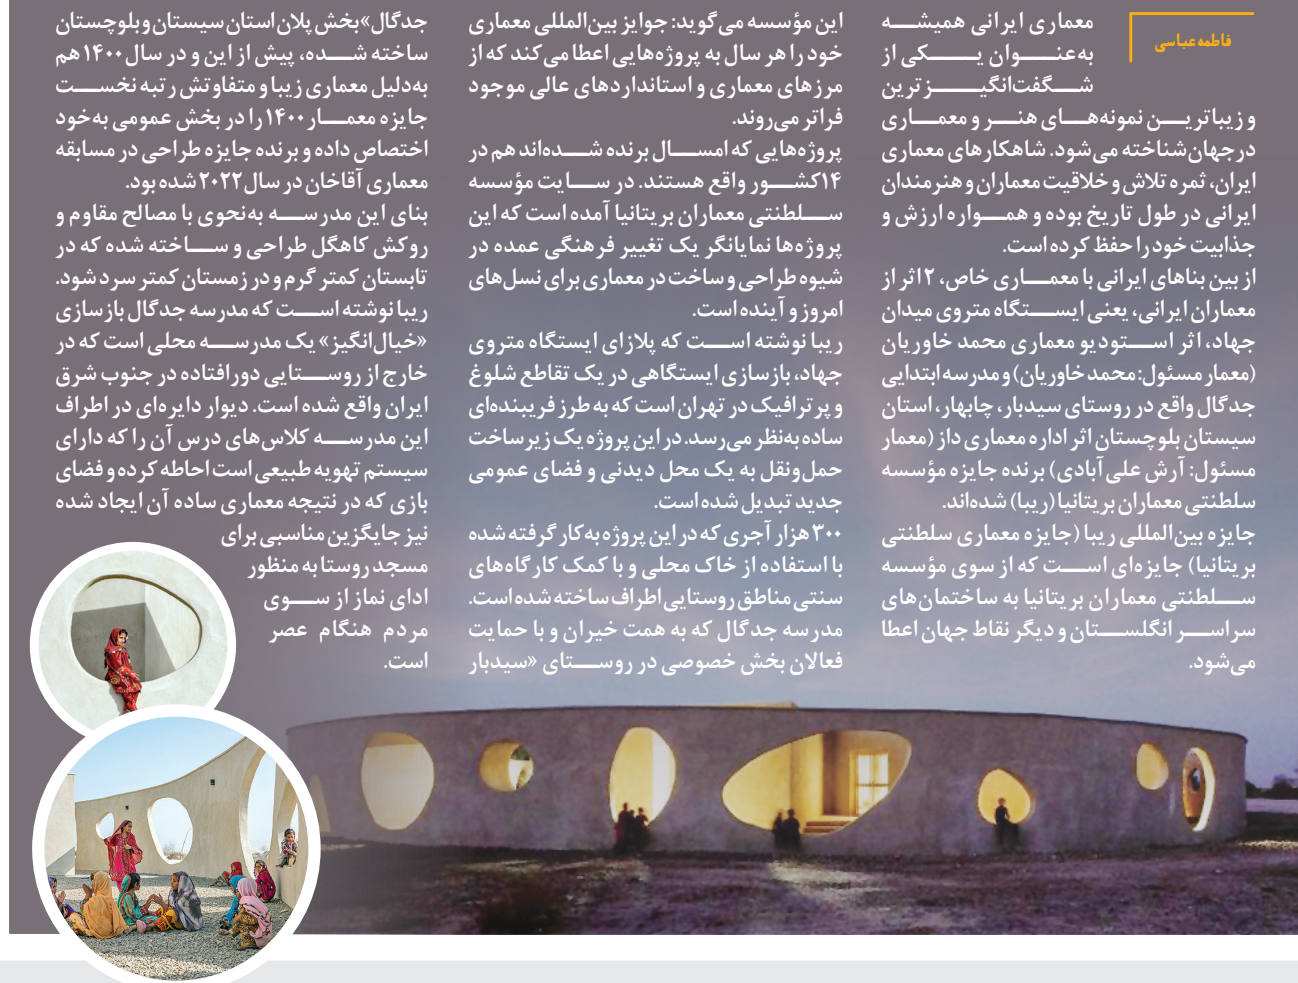 فاطمه عباسی
معماری ایرانی همیشه
به‌عنوان یکی از
شگفت‌انگیزترین
و زیباترین نمونه‌های هنر و معماری
در جهان شناخته می‌شود. شاهکارهای معماری
ایران، ثمره تلاش و خلاقیت معماران و هنرمندان
ایرانی در طول تاریخ بوده و همواره ارزش و
جذابیت خود را حفظ کرده است.
از بین بناهای ایرانی با معماری خاص، ۲ اثر از
معماران ایرانی، یعنی ایستگاه متروی میدان
جهاد، اثر استودیو معماری محمد خاوریان
(معمار مسئول: محمد خاوریان) و مدرسه ابتدایی
جدگال واقع در روستای سیدبار، چابهار، استان
سیستان بلوچستان اثر اداره معماری داز (معمار
مسئول: آرش علی‌آبادی) برنده جایزه مؤسسه
سلطنتی معماران بریتانیا (ریبا) شده‌اند.
جایزه بین‌المللی ریبا (جایزه معماری سلطنتی
بریتانیا) جایزه‌ای است که از سوی مؤسسه
سلطنتی معماران بریتانیا به ساختمان‌های
سراسر انگلستان و دیگر نقاط جهان اعطا
می‌شود.
این مؤسسه می‌گوید: جوایز بین‌المللی معماری
خود را هر سال به پروژه‌هایی اعطا می‌کند که از
مرزهای معماری و استانداردهای عالی موجود
فراتر می‌روند.
پروژه‌هایی که امسال برنده شده‌اند هم در
۱۴ کشور واقع هستند. در سایت مؤسسه
سلطنتی معماران بریتانیا آمده است که این
پروژه‌ها نمایانگر یک تغییر فرهنگی عمده در
شیوه طراحی و ساخت در معماری برای نسل‌های
امروز و آینده است.
ریبا نوشته است که پلازای ایستگاه متروی
جهاد، بازسازی ایستگاهی در یک تقاطع شلوغ
و پر ترافیک در تهران است که به طرز فریبنده‌ای
ساده به‌نظر می‌رسد. در این پروژه یک زیرساخت
حمل‌ونقل به یک محل دیدنی و فضای عمومی
جدید تبدیل شده است.
۳۰۰ هزار آجری که در این پروژه به‌کار گرفته شده
با استفاده از خاک محلی و با کمک کارگاه‌های
سنتی مناطق روستایی اطراف ساخته شده است.
مدرسه جدگال که به همت خیران و با حمایت
فعالان بخش خصوصی در روستای «سیدبار
جدگال» بخش پلان استان سیستان و بلوچستان
ساخته شده، پیش از این و در سال ۱۴۰۰ هم
به‌دلیل معماری زیبا و متفاوتش رتبه نخست
جایزه معمار ۱۴۰۰ را در بخش عمومی به خود
اختصاص داده و برنده جایزه طراحی در مسابقه
معماری آقاخان در سال ۲۰۲۲ شده بود.
بنای این مدرسه به‌نحوی با مصالح مقاوم و
روکش کاهگل طراحی و ساخته شده که در
تابستان کمتر گرم و در زمستان کمتر سرد شود.
ریبا نوشته است که مدرسه جدگال بازسازی
«خیال‌انگیز» یک مدرسه محلی است که در
خارج از روستایی دورافتاده در جنوب شرق
ایران واقع شده است. دیوار دایره‌ای در اطراف
این مدرسه کلاس‌های درس آن را که دارای
سیستم تهویه طبیعی است احاطه کرده و فضای
بازی که در نتیجه معماری ساده آن ایجاد شده
نیز جایگزین مناسبی برای
مسجد روستا به منظور
ادای نماز از سوی
مردم هنگام عصر
است.